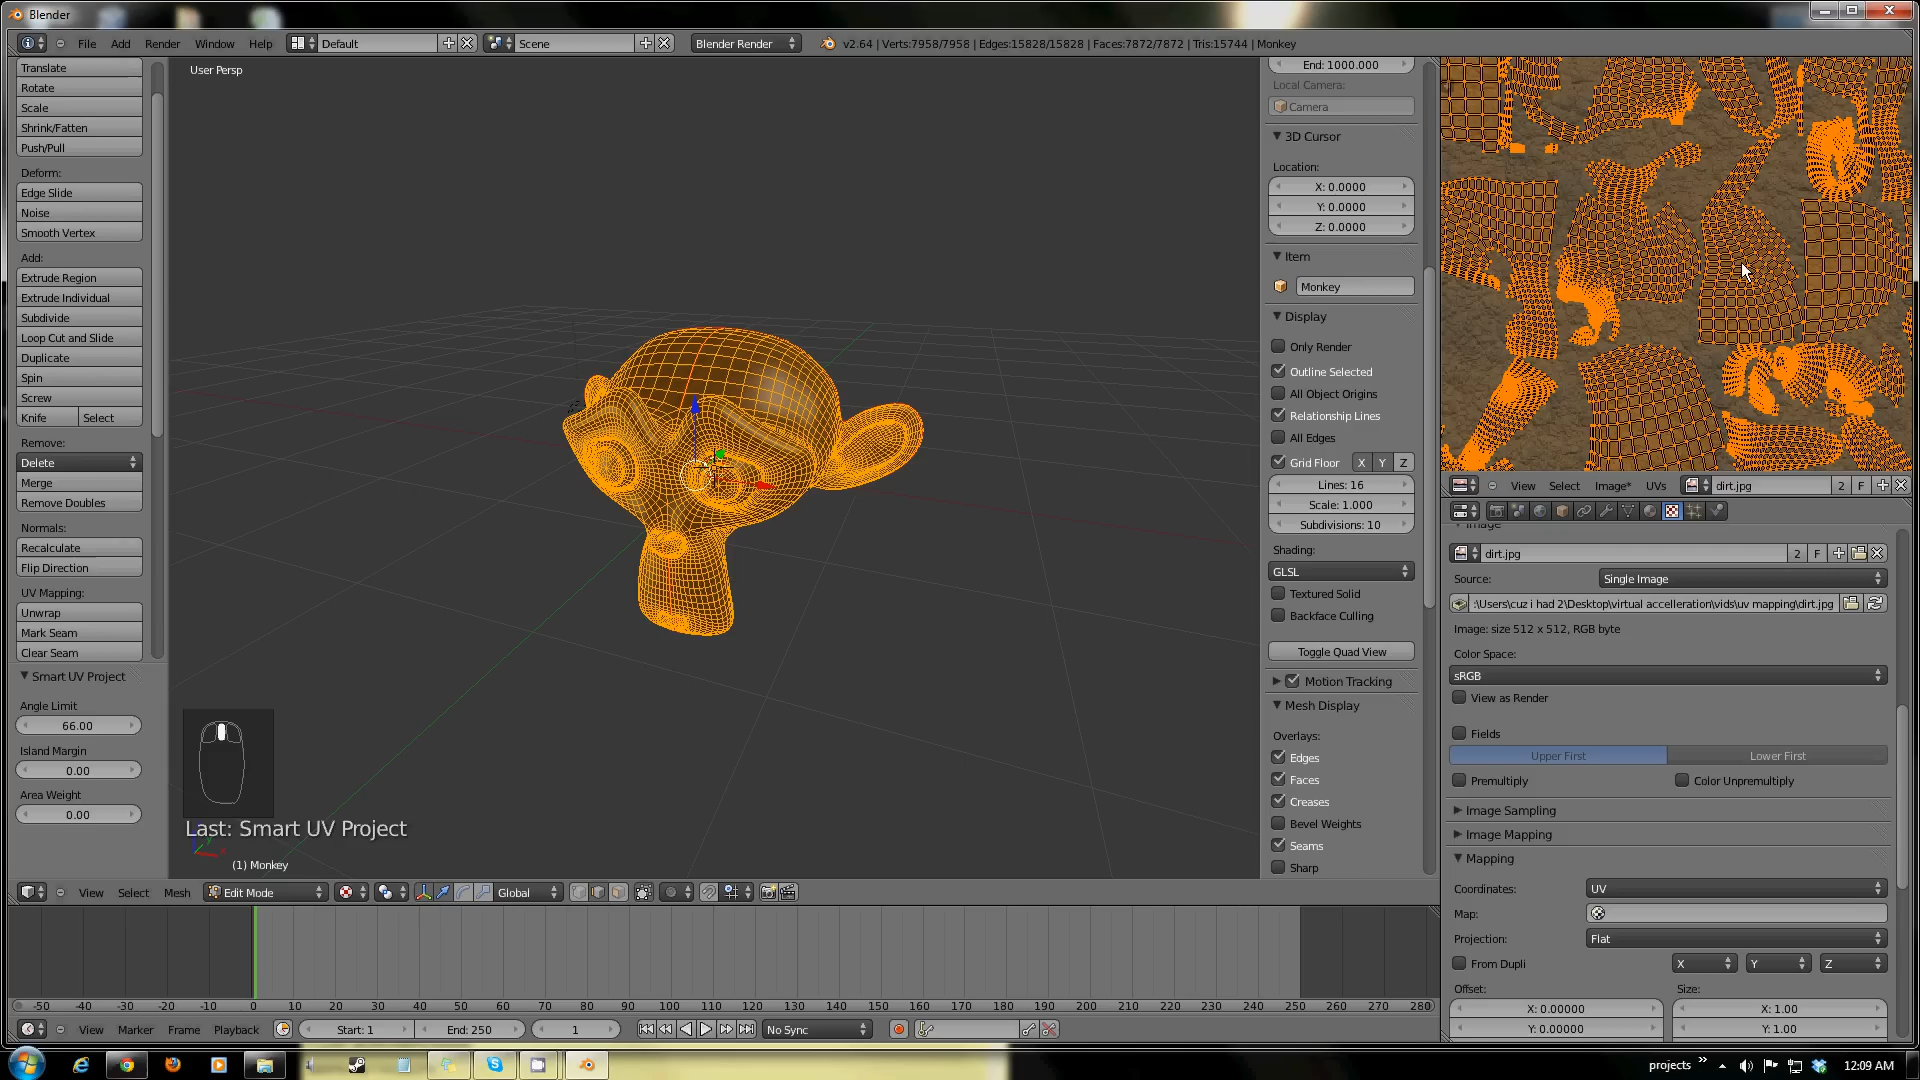 Blender
File Add Render Window Help Default Scene Blender Render v2.64 | Verts:7958/7958 | Edges:15828/15828 | Faces:7872/7872 | Tris:15744 | Monkey
Translate
Rotate
Scale
Shrink/Fatten
Push/Pull
Deform:
Edge Slide
Noise
Smooth Vertex
Add:
Extrude Region
Extrude Individual
Subdivide
Loop Cut and Slide
Duplicate
Spin
Screw
Knife Select
Remove:
Delete
Merge
Remove Doubles
Normals:
Recalculate
Flip Direction
UV Mapping:
Unwrap
Mark Seam
Clear Seam
Smart UV Project
Angle Limit
66.00
Island Margin
0.00
Area Weight
0.00
User Persp
Last: Smart UV Project
(1) Monkey
End: 1000.000
Local Camera:
Camera
3D Cursor
Location:
X: 0.0000
Y: 0.0000
Z: 0.0000
Item
Monkey
Display
Only Render
Outline Selected
All Object Origins
Relationship Lines
All Edges
Grid Floor X Y Z
Lines: 16
Scale: 1.000
Subdivisions: 10
Shading:
GLSL
Textured Solid
Backface Culling
Toggle Quad View
Motion Tracking
Mesh Display
Overlays:
Edges
Faces
Creases
Bevel Weights
Seams
Sharp
View Select Image* UVs dirt.jpg 2 F
Image
dirt.jpg 2 F
Source: Single Image
:\Users\cuz i had 2\Desktop\virtual accelleration\vids\uv mapping\dirt.jpg
Image: size 512 x 512, RGB byte
Color Space:
sRGB
View as Render
Fields
Upper First Lower First
Premultiply Color Unpremultiply
Image Sampling
Image Mapping
Mapping
Coordinates: UV
Map:
Projection: Flat
From Dupli X Y Z
Offset: Size:
X: 0.00000 X: 1.00
Y: 0.00000 Y: 1.00
View Select Mesh Edit Mode Global
-50 -40 -30 -20 -10 0 10 20 30 40 50 60 70 80 90 100 110 120 130 140 150 160 170 180 190 200 210 220 230 240 250 260 270 280
View Marker Frame Playback Start: 1 End: 250 1 No Sync
projects 12:09 AM